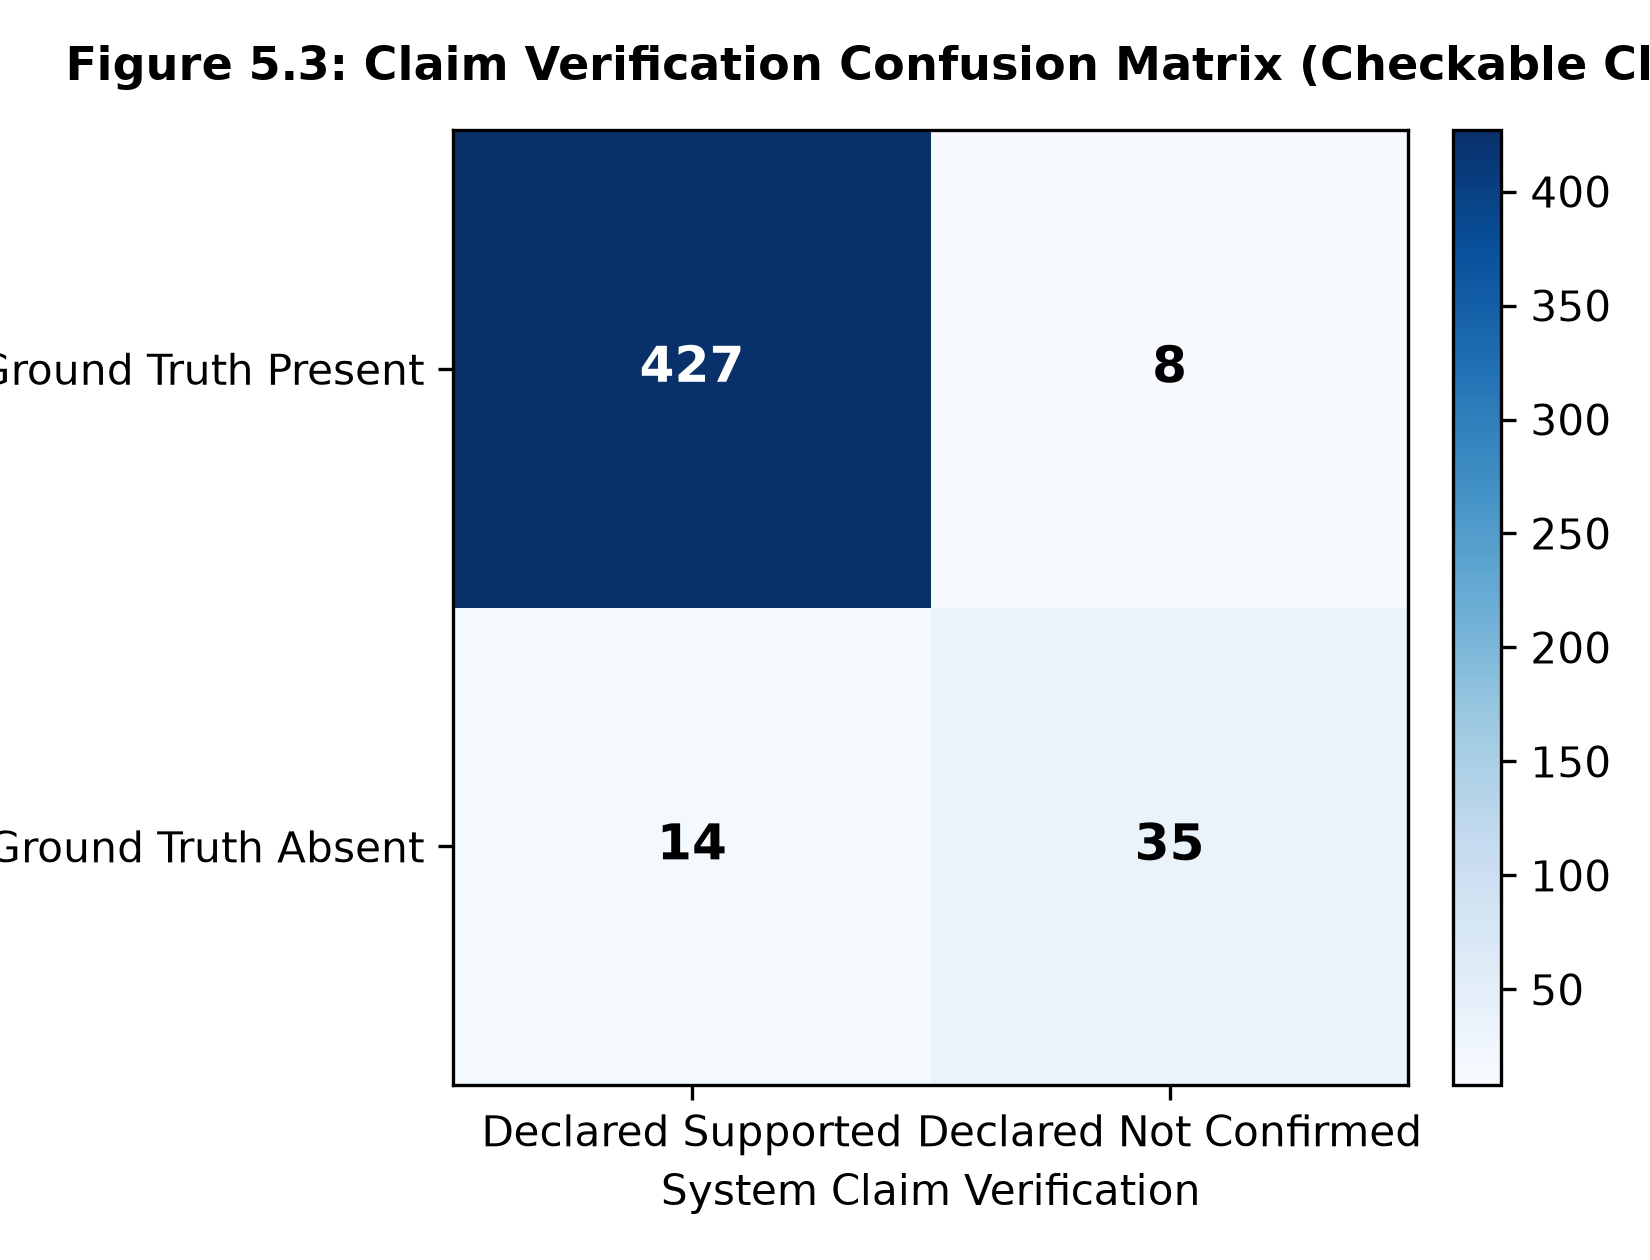 Figure 5.3: Claim Verification Confusion Matrix (Checkable
427
8
14
35
Ground Truth Present
Ground Truth Absent
Declared Supported
Declared Not Confirmed
System Claim Verification
400
350
300
250
200
150
100
50